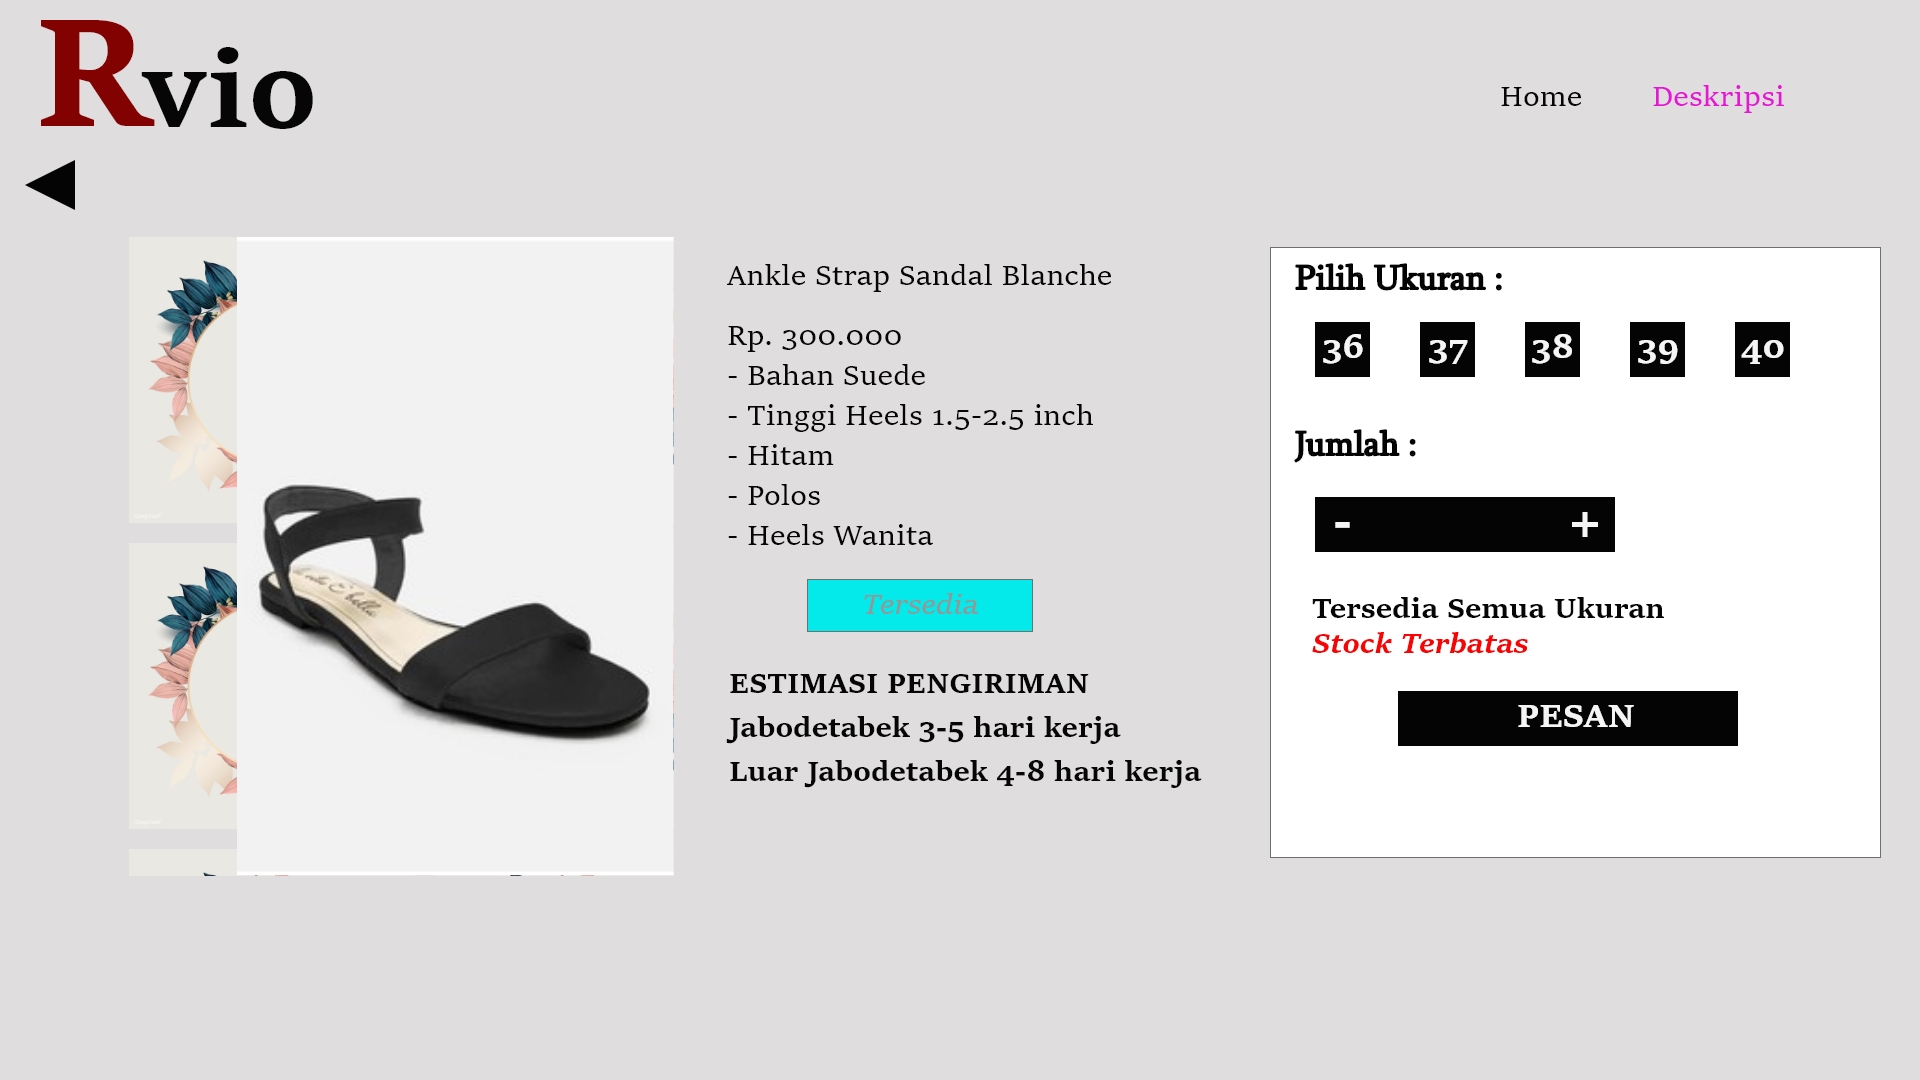 Rvio
Home
Deskripsi
Ankle Strap Sandal Blanche
Rp. 300.000
- Bahan Suede
- Tinggi Heels 1.5-2.5 inch
- Hitam
- Polos
- Heels Wanita
Tersedia
ESTIMASI PENGIRIMAN
Jabodetabek 3-5 hari kerja
Luar Jabodetabek 4-8 hari kerja
Pilih Ukuran :
36 37 38 39 40
Jumlah :
- +
Tersedia Semua Ukuran
Stock Terbatas
PESAN